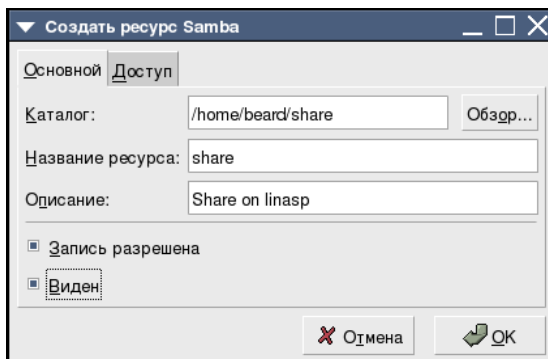 Создать ресурс Samba
Основной Доступ
Каталог: /home/beard/share Обзор...
Название ресурса: share
Описание: Share on linasp
Запись разрешена
Виден
Отмена OK